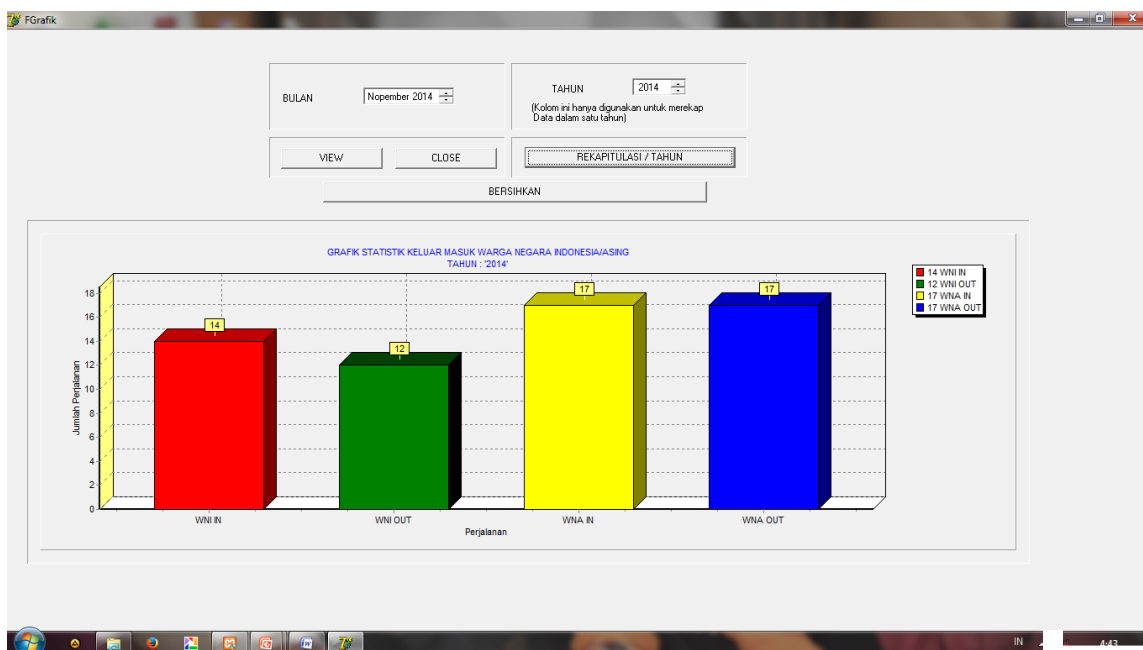 FGrafik
BULAN
Nopember 2014
TAHUN
2014
(Kolom ini hanya digunakan untuk merekap
Data dalam satu tahun)
VIEW
CLOSE
REKAPITULASI / TAHUN
BERSIHKAN
GRAFIK STATISTIK KELUAR MASUK WARGA NEGARA INDONESIA/ASING
TAHUN : '2014'
14 WNI IN
12 WNI OUT
17 WNA IN
17 WNA OUT
Jumlah Perjalanan
18
16
14
12
10
8
6
4
2
0
14
12
17
17
WNI IN
WNI OUT
WNA IN
WNA OUT
Perjalanan
IN
4:43